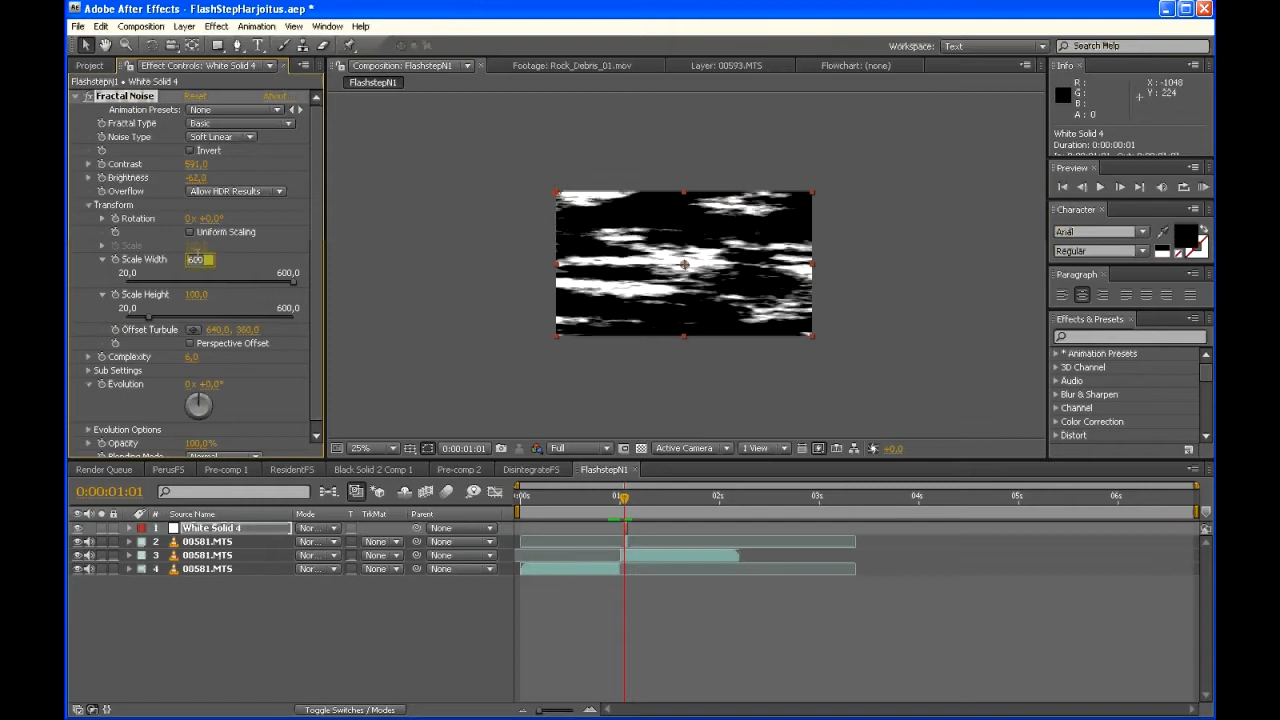 Adobe After Effects - FlashStepHarjoitus.aep *
File Edit Composition Layer Effect Animation View Window Help
Workspace: Text Search Help
Project Effect Controls: White Solid 4 Composition: FlashstepN1 Footage: Rock_Debris_01.mov Layer: 00593.MTS Flowchart: (none) Info
FlashstepN1 • White Solid 4 FlashstepN1
Fractal Noise Reset About...
Animation Presets: None
Fractal Type Basic
Noise Type Soft Linear
Invert
Contrast 591,0
Brightness -62,0
Overflow Allow HDR Results
Transform
Rotation 0 x +0,0°
Uniform Scaling
Scale
Scale Width 600
20,0 600,0
Scale Height 100,0
20,0 600,0
Offset Turbule 640,0, 360,0
Perspective Offset
Complexity 6,0
Sub Settings
Evolution 0 x +0,0°
Evolution Options
Opacity 100,0%
Blending Mode Normal
25% 0:00:01:01 Full Active Camera 1 View +0,0
R : X : -1048
G : Y : 224
B :
A : 0
White Solid 4
Duration: 0:00:00:01
Preview
Character
Arial
Regular
Paragraph
Effects & Presets
* Animation Presets
3D Channel
Audio
Blur & Sharpen
Channel
Color Correction
Distort
Render Queue PerusFS Pre-comp 1 ResidentFS Black Solid 2 Comp 1 Pre-comp 2 DisintegrateFS FlashstepN1
0:00:01:01
# Source Name Mode T TrkMat Parent
1 White Solid 4 Nor... None
2 00581.MTS Nor... None None
3 00581.MTS Nor... None None
4 00581.MTS Nor... None None
02s 03s 04s 05s 06s
Toggle Switches / Modes